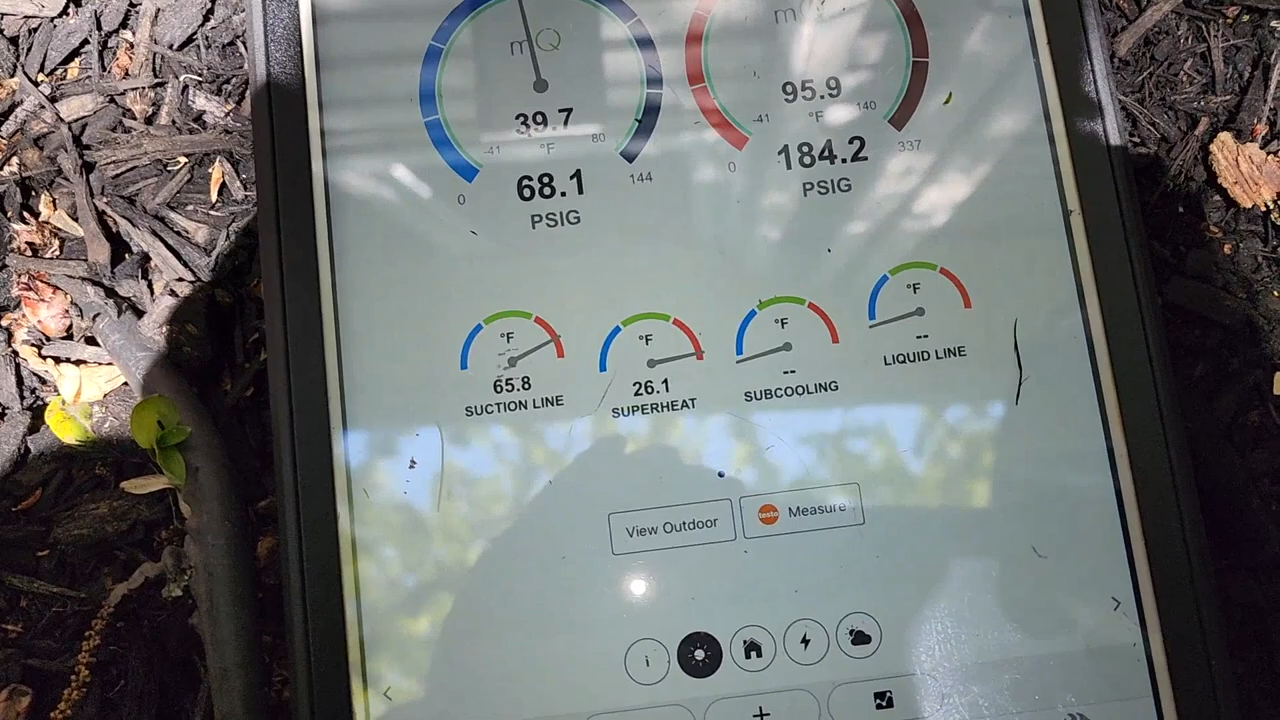 mQ
39.7
-41 °F 80
0 68.1 144
PSIG
m
95.9
-41 °F 140
0 184.2 337
PSIG
°F
65.8
SUCTION LINE
°F
26.1
SUPERHEAT
°F
--
SUBCOOLING
°F
--
LIQUID LINE
View Outdoor
testo Measure
i
+